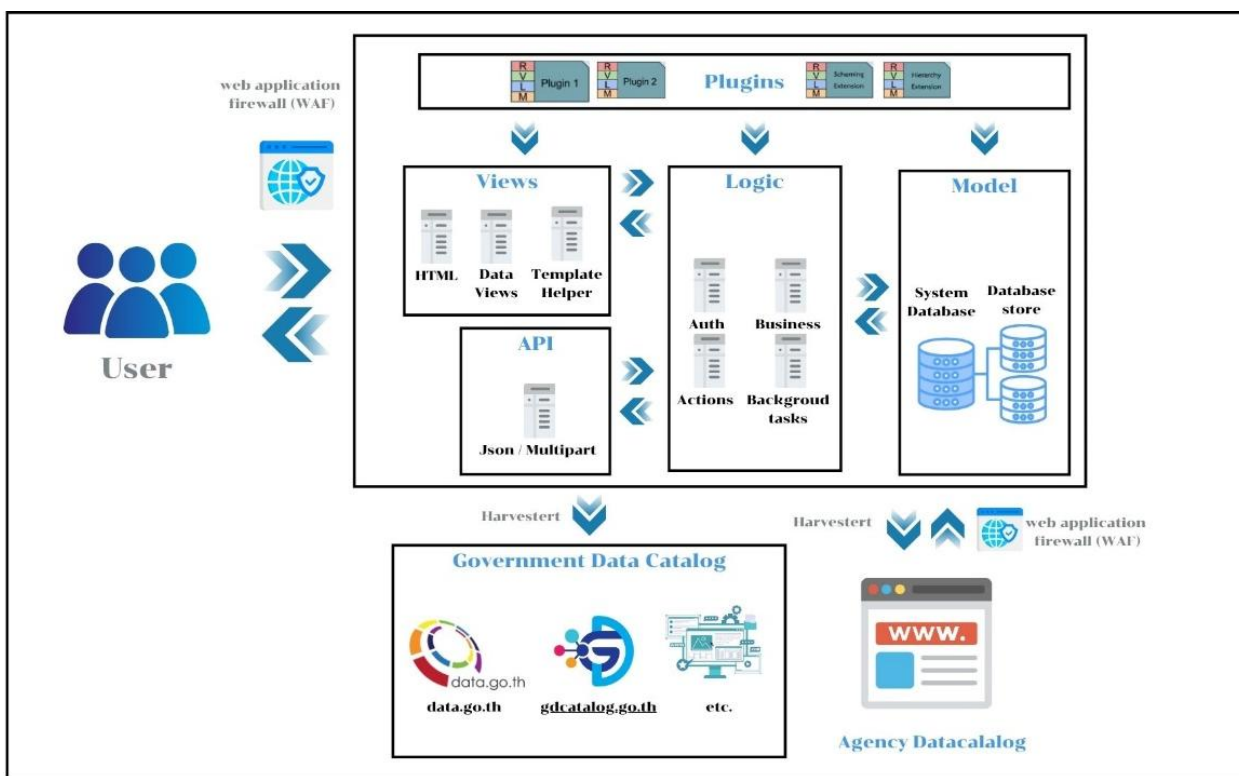 web application
firewall (WAF)
R
V
L
M
Plugin 1
R
V
L
M
Plugin 2
Plugins
R
V
L
M
Scheming
Extension
R
V
L
M
Hierarchy
Extension
Views
HTML
Data
Views
Template
Helper
Logic
Auth
Business
Actions
Backgroud
tasks
Model
System
Database
Database
store
API
Json / Multipart
User
Harvestert
Harvestert
web application
firewall (WAF)
Government Data Catalog
data.go.th
data.go.th
G
gdcatalog.go.th
etc.
www.
Agency Datacalalog